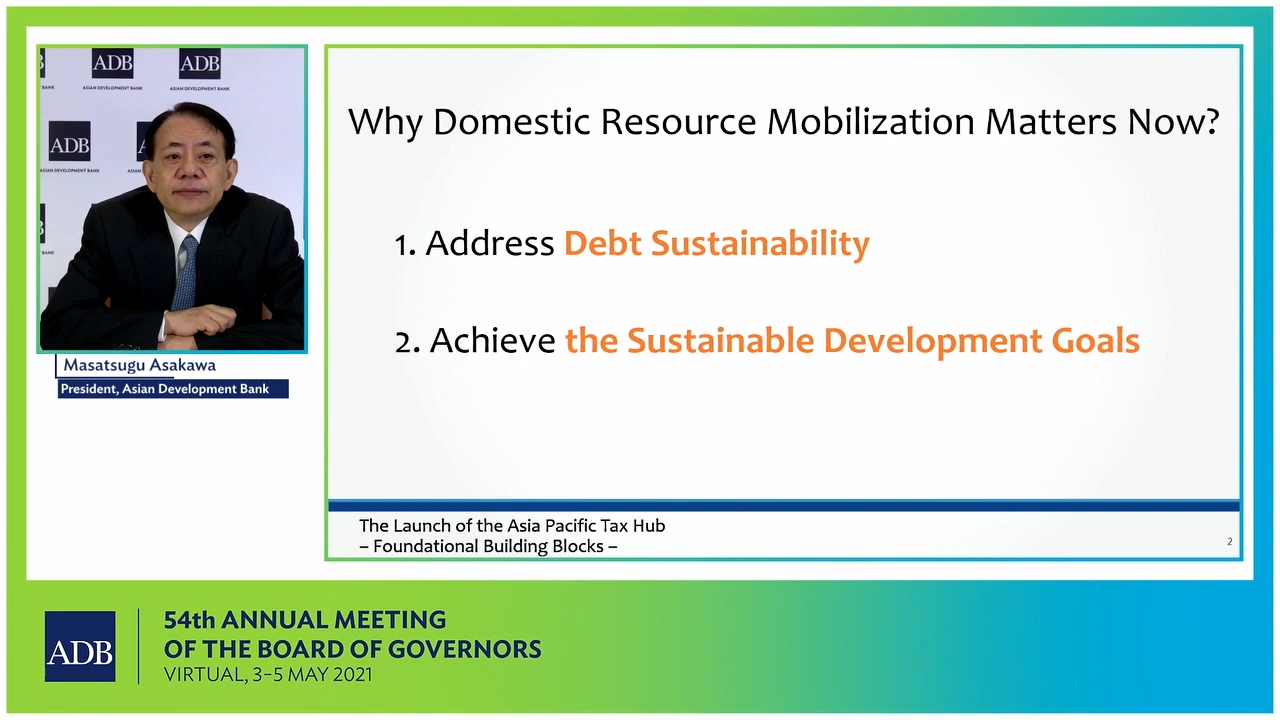 ADB
ADB
ASIAN DEVELOPMENT BANK
ASIAN DEVELOPMENT BANK
ADB
ASIAN DEVELOPMENT BANK
Masatsugu Asakawa
President, Asian Development Bank
Why Domestic Resource Mobilization Matters Now?
1. Address Debt Sustainability
2. Achieve the Sustainable Development Goals
The Launch of the Asia Pacific Tax Hub
– Foundational Building Blocks –
2
ADB
54th ANNUAL MEETING
OF THE BOARD OF GOVERNORS
VIRTUAL, 3–5 MAY 2021